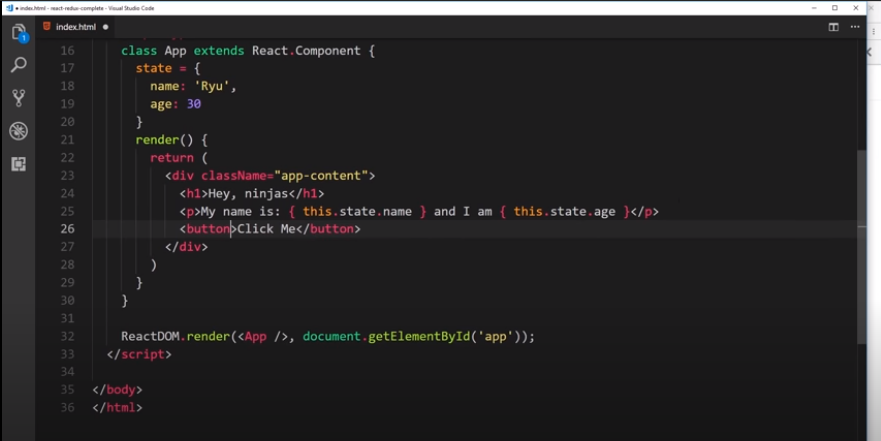 ● index.html - react-redux-complete - Visual Studio Code
index.html ●
1
16 class App extends React.Component {
17 state = {
18 name: 'Ryu',
19 age: 30
20 }
21 render() {
22 return (
23 <div className="app-content">
24 <h1>Hey, ninjas</h1>
25 <p>My name is: { this.state.name } and I am { this.state.age }</p>
26 <button>Click Me</button>
27 </div>
28 )
29 }
30 }
31
32 ReactDOM.render(<App />, document.getElementById('app'));
33 </script>
34
35 </body>
36 </html>